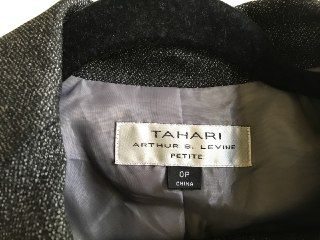 TAHARI
ARTHUR S. LEVINE
PETITE
0P
CHINA